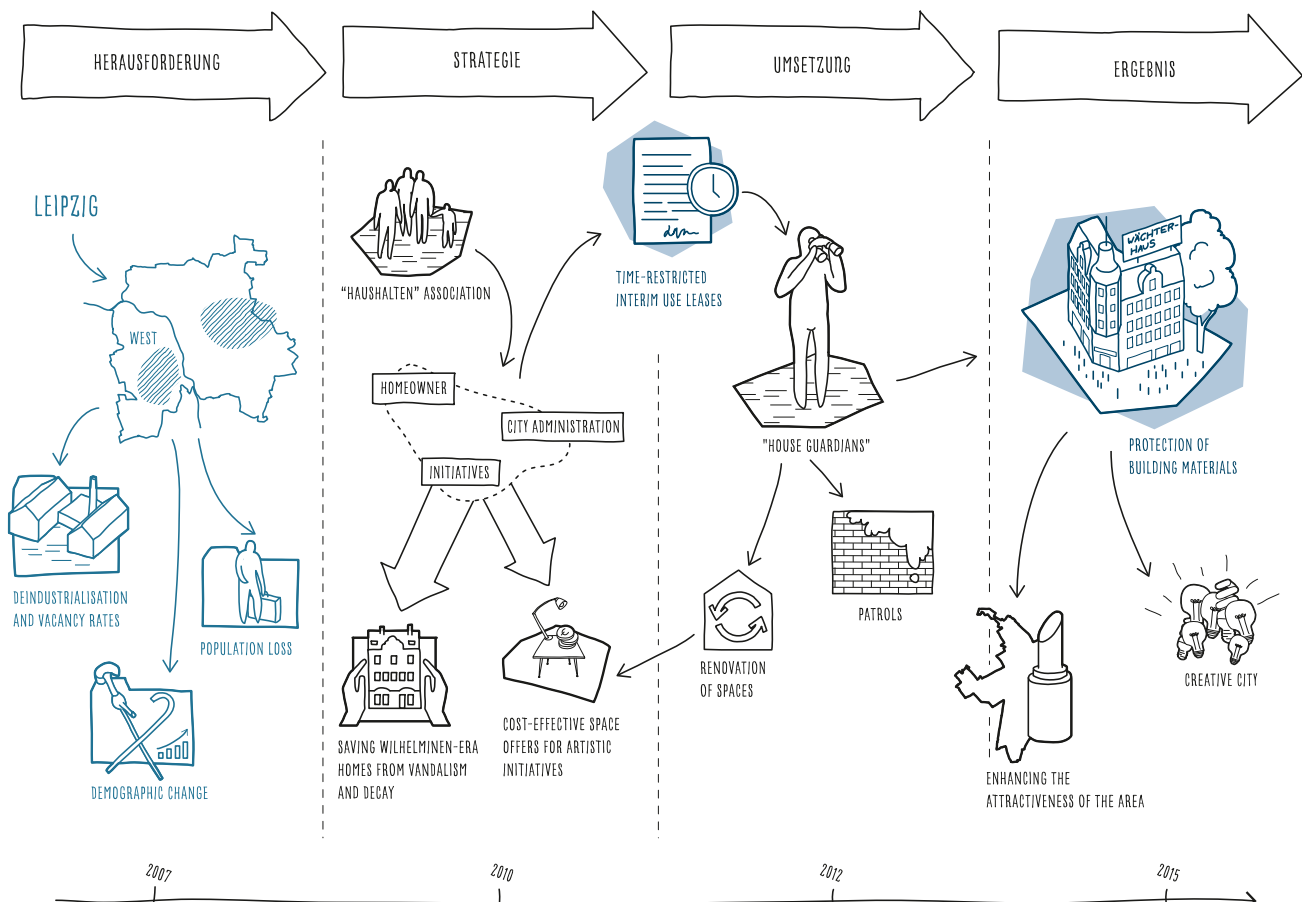 HERAUSFORDERUNG
STRATEGIE
UMSETZUNG
ERGEBNIS
LEIPZIG
WEST
DEINDUSTRIALISATION
AND VACANCY RATES
POPULATION LOSS
DEMOGRAPHIC CHANGE
"HAUSHALTEN" ASSOCIATION
HOMEOWNER
CITY ADMINISTRATION
INITIATIVES
SAVING WILHELMINEN-ERA
HOMES FROM VANDALISM
AND DECAY
COST-EFFECTIVE SPACE
OFFERS FOR ARTISTIC
INITIATIVES
TIME-RESTRICTED
INTERIM USE LEASES
"HOUSE GUARDIANS"
PATROLS
RENOVATION
OF SPACES
WÄCHTER-
HAUS
PROTECTION OF
BUILDING MATERIALS
CREATIVE CITY
ENHANCING THE
ATTRACTIVENESS OF THE AREA
2007
2010
2012
2015